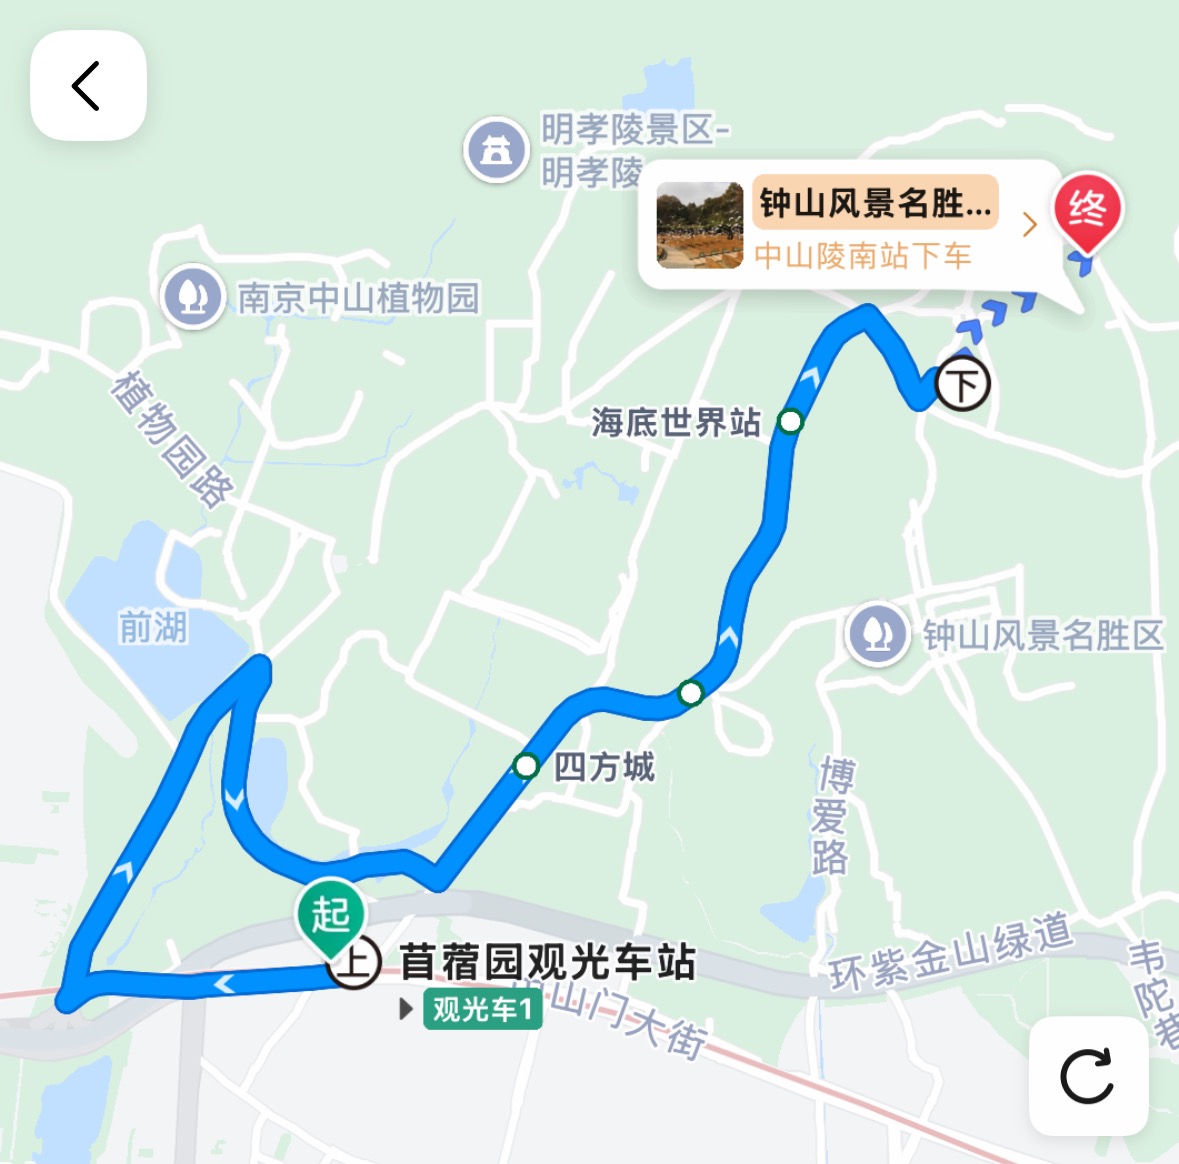 明孝陵景区-
明孝陵
钟山风景名胜...
中山陵南站下车
终
南京中山植物园
下
植物园路
海底世界站
前湖
钟山风景名胜区
四方城
博爱路
起
上
苜蓿园观光车站
观光车1
中山门大街
环紫金山绿道
韦陀巷